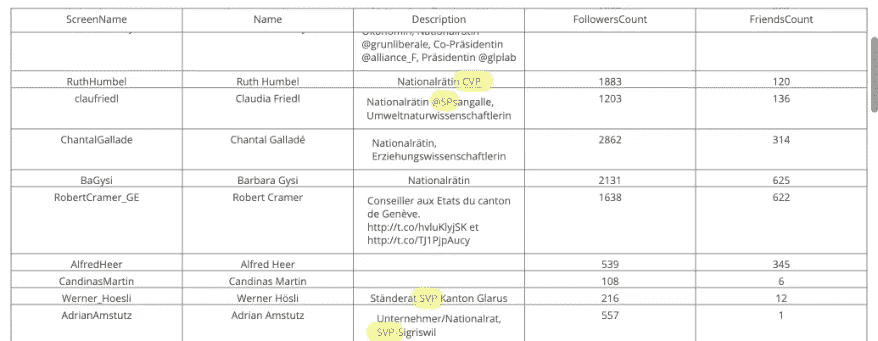 ScreenName Name Description FollowersCount FriendsCount
Ökonomin, Nationalrätin
@grunliberale, Co-Präsidentin
@alliance_F, Präsidentin @glplab
RuthHumbel Ruth Humbel Nationalrätin CVP 1883 120
claufriedl Claudia Friedl Nationalrätin @SPsangalle, 1203 136
Umweltnaturwissenschaftlerin
ChantalGallade Chantal Galladé Nationalrätin, 2862 314
Erziehungswissenschaftlerin
BaGysi Barbara Gysi Nationalrätin 2131 625
RobertCramer_GE Robert Cramer Conseiller aux Etats du canton 1638 622
de Genève.
http://t.co/hvluKlyjSK et
http://t.co/TJ1PjpAucy
AlfredHeer Alfred Heer 539 345
CandinasMartin Candinas Martin 108 6
Werner_Hoesli Werner Hösli Ständerat SVP Kanton Glarus 216 12
AdrianAmstutz Adrian Amstutz Unternehmer/Nationalrat, 557 1
SVP-Sigriswil